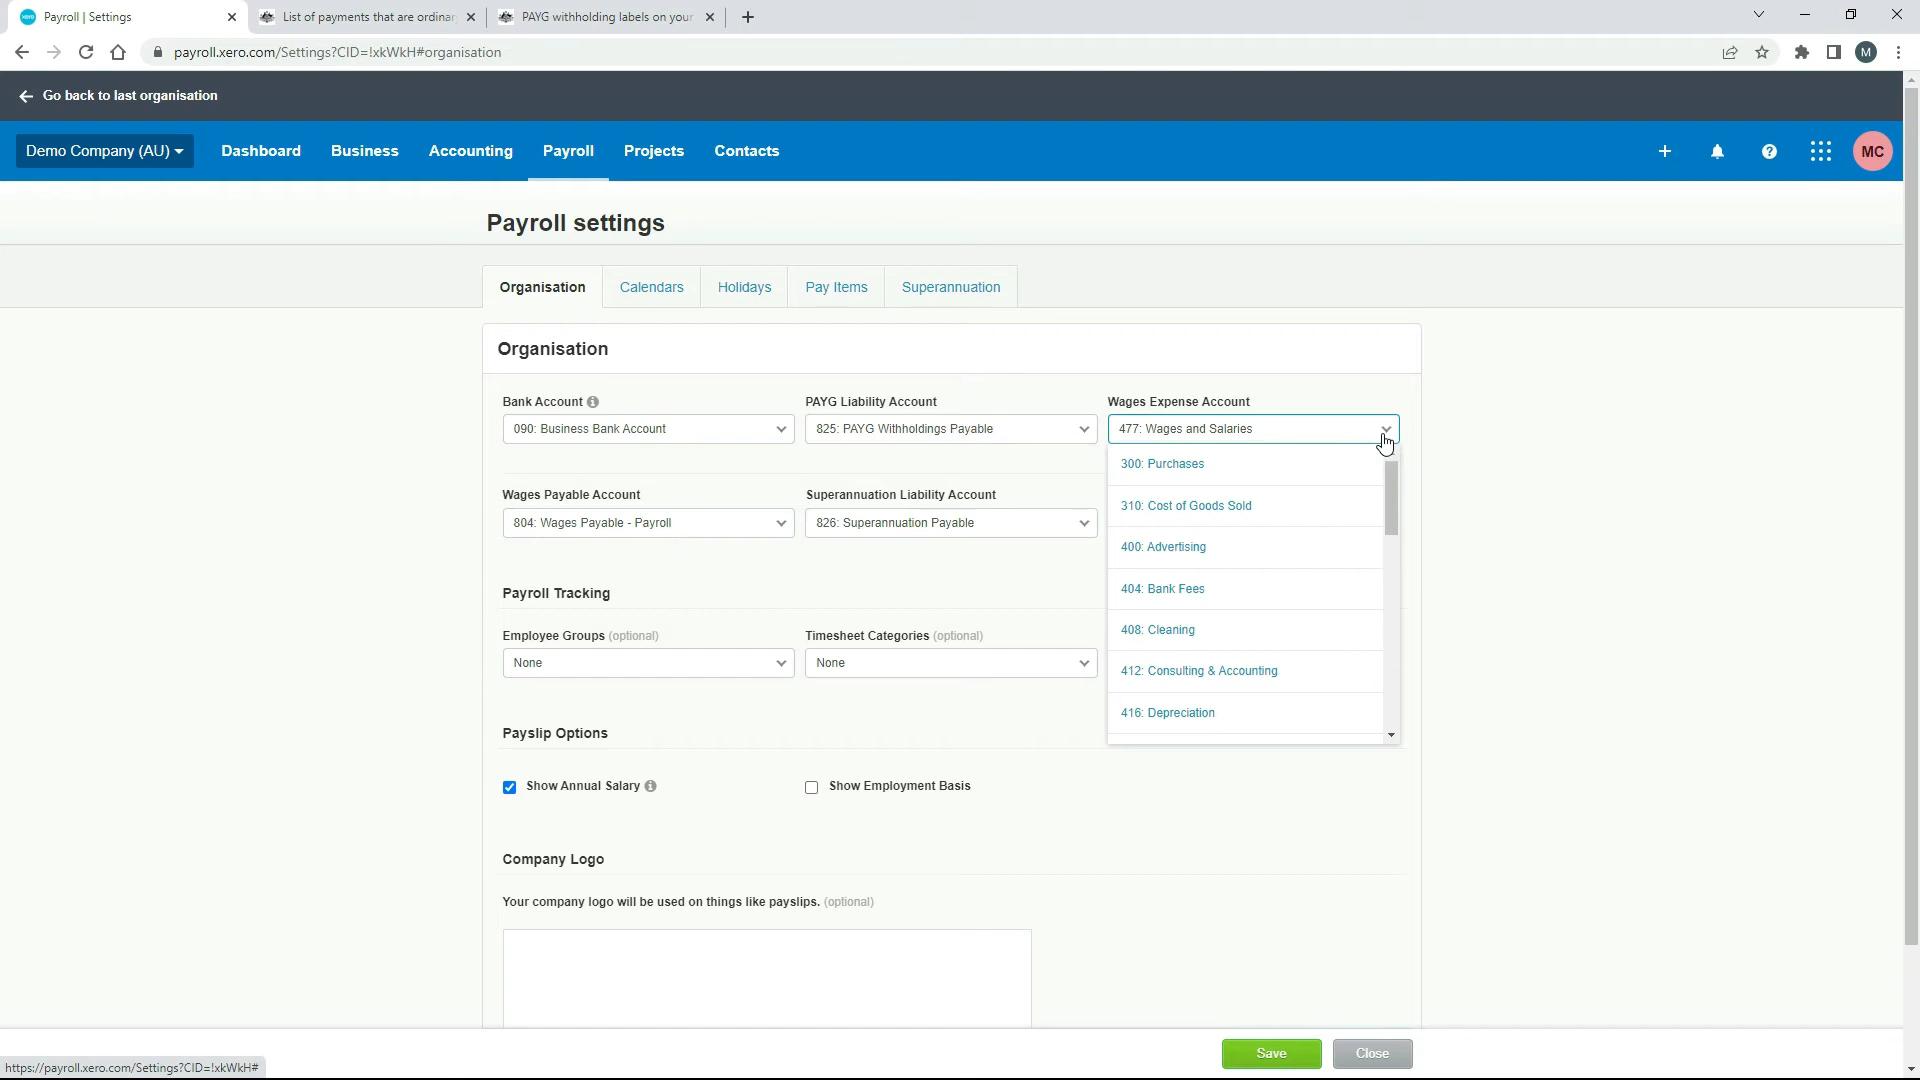 Payroll | Settings
List of payments that are ordinar
PAYG withholding labels on your
payroll.xero.com/Settings?CID=!xkWkH#organisation
M
Go back to last organisation
Demo Company (AU)
Dashboard
Business
Accounting
Payroll
Projects
Contacts
MC
Payroll settings
Organisation
Calendars
Holidays
Pay Items
Superannuation
Organisation
Bank Account
PAYG Liability Account
Wages Expense Account
090: Business Bank Account
825: PAYG Withholdings Payable
477: Wages and Salaries
300: Purchases
310: Cost of Goods Sold
400: Advertising
404: Bank Fees
408: Cleaning
412: Consulting & Accounting
416: Depreciation
Wages Payable Account
Superannuation Liability Account
804: Wages Payable - Payroll
826: Superannuation Payable
Payroll Tracking
Employee Groups (optional)
Timesheet Categories (optional)
None
None
Payslip Options
Show Annual Salary
Show Employment Basis
Company Logo
Your company logo will be used on things like payslips. (optional)
Save
Close
https://payroll.xero.com/Settings?CID=!xkWkH#